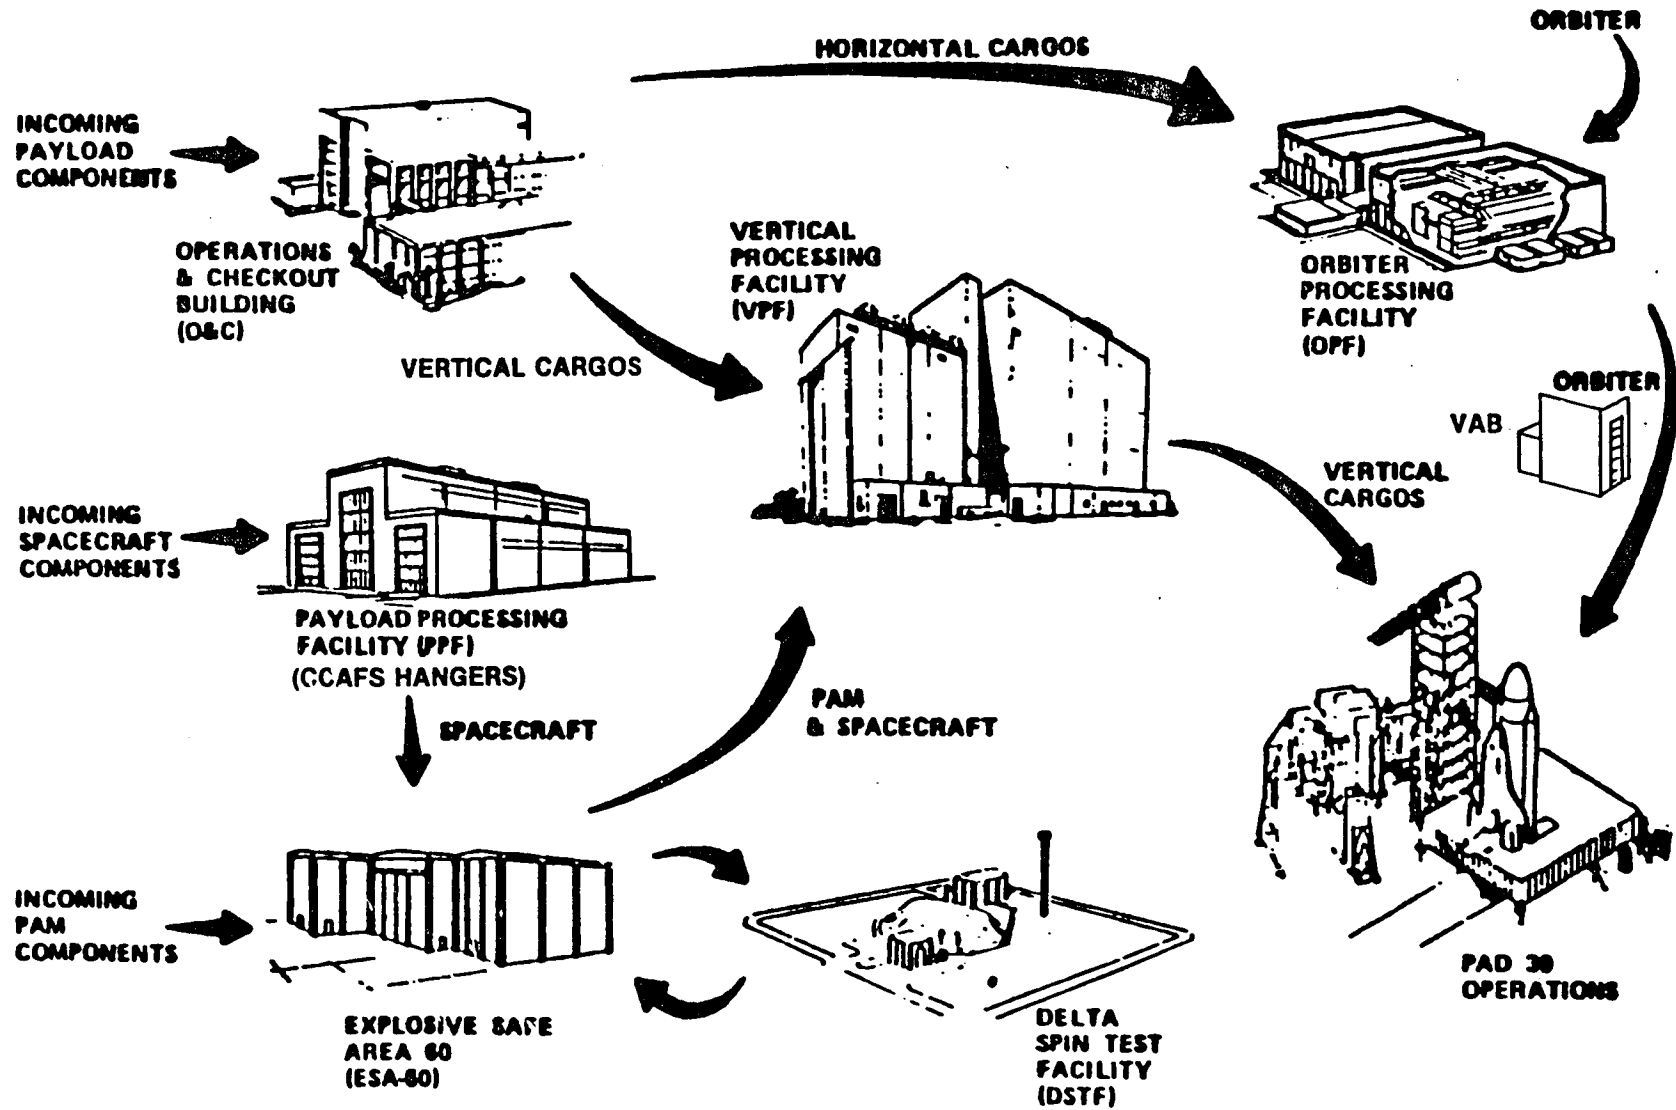 ORBITER
HORIZONTAL CARGOS
INCOMING
PAYLOAD
COMPONENTS
OPERATIONS
& CHECKOUT
BUILDING
(O&C)
VERTICAL
PROCESSING
FACILITY
(VPF)
ORBITER
PROCESSING
FACILITY
(OPF)
VERTICAL CARGOS
ORBITER
VAB
VERTICAL
CARGOS
INCOMING
SPACECRAFT
COMPONENTS
PAYLOAD PROCESSING
FACILITY (PPF)
(CCAFS HANGERS)
SPACECRAFT
PAM
& SPACECRAFT
INCOMING
PAM
COMPONENTS
EXPLOSIVE SAFE
AREA 60
(ESA-60)
DELTA
SPIN TEST
FACILITY
(DSTF)
PAD 39
OPERATIONS